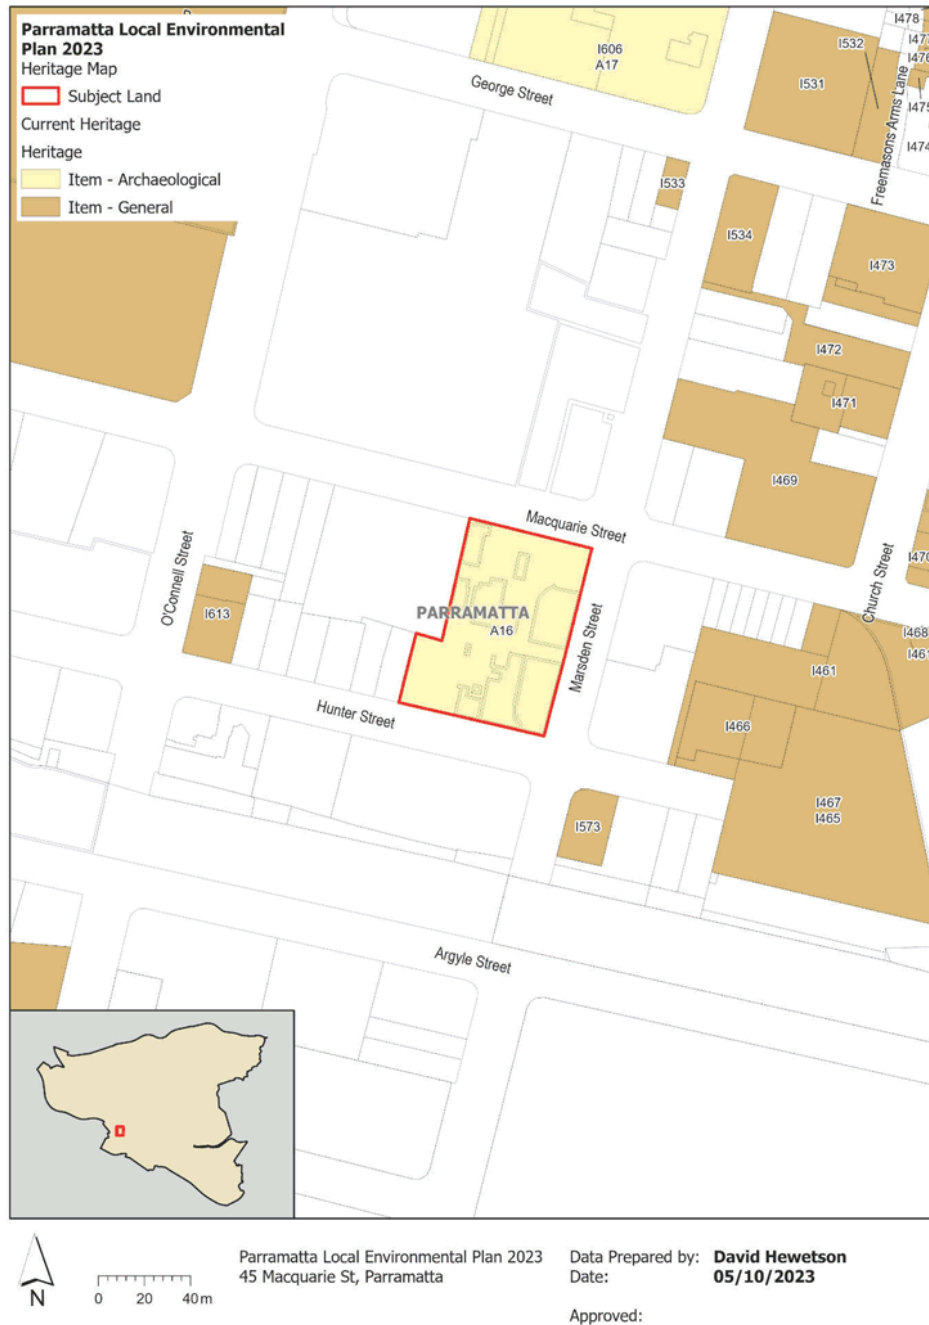 Parramatta Local Environmental
Plan 2023
Heritage Map
Subject Land
Current Heritage
Heritage
Item - Archaeological
Item - General
I606
A17
George Street
I478
I477
I476
I475
I474
I532
I531
Freemasons Arms Lane
I533
I534
I473
I472
I471
I469
Macquarie Street
O'Connell Street
Church Street
I470
I613
PARRAMATTA
A16
Marsden Street
I468
I461
I461
Hunter Street
I466
I467
I465
I573
Argyle Street
N
0 20 40 m
Parramatta Local Environmental Plan 2023
45 Macquarie St, Parramatta
Data Prepared by: David Hewetson
Date: 05/10/2023
Approved: